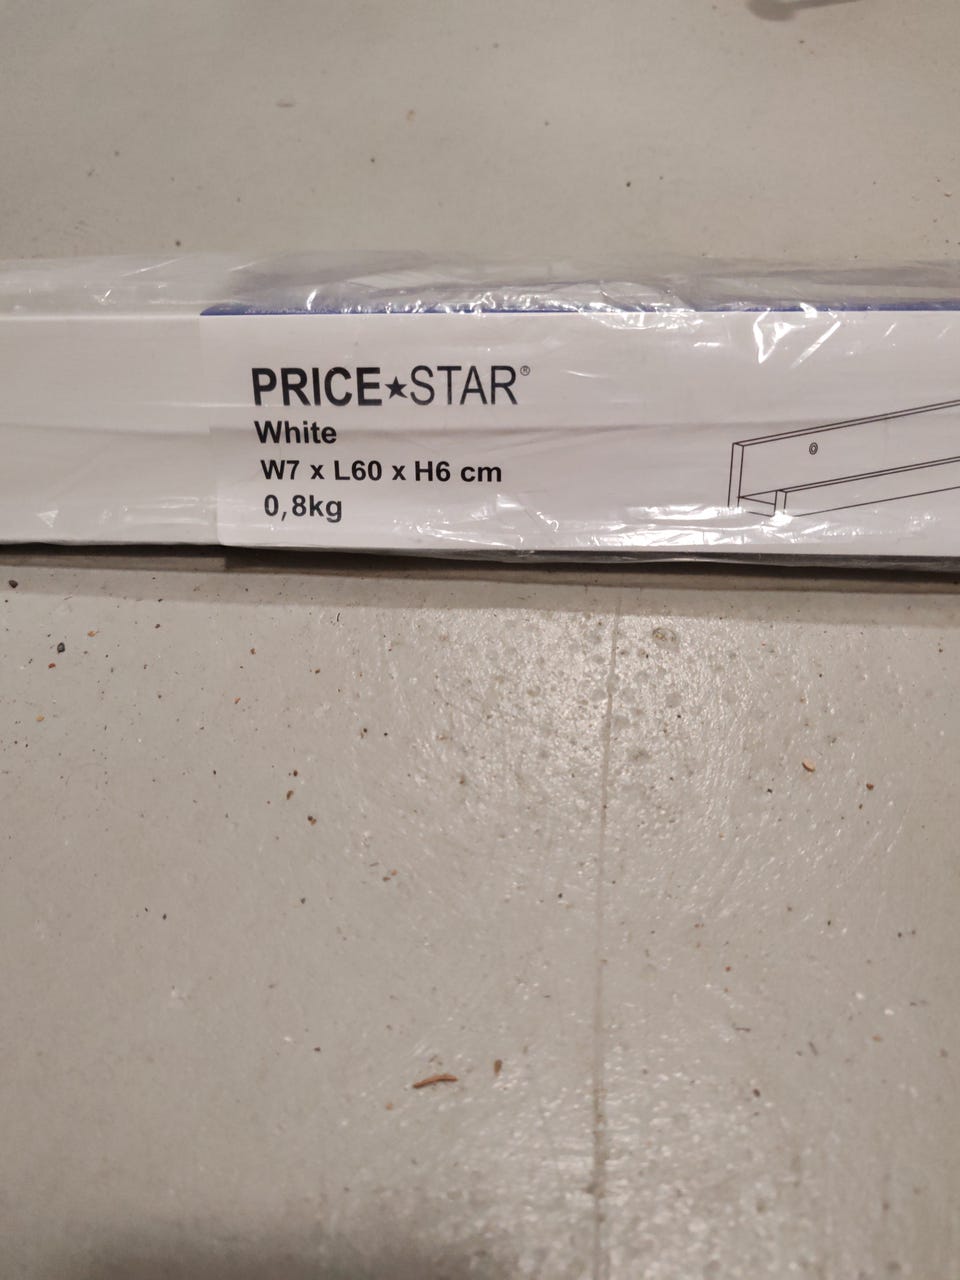 PRICE★STAR®
White
W7 x L60 x H6 cm
0,8kg